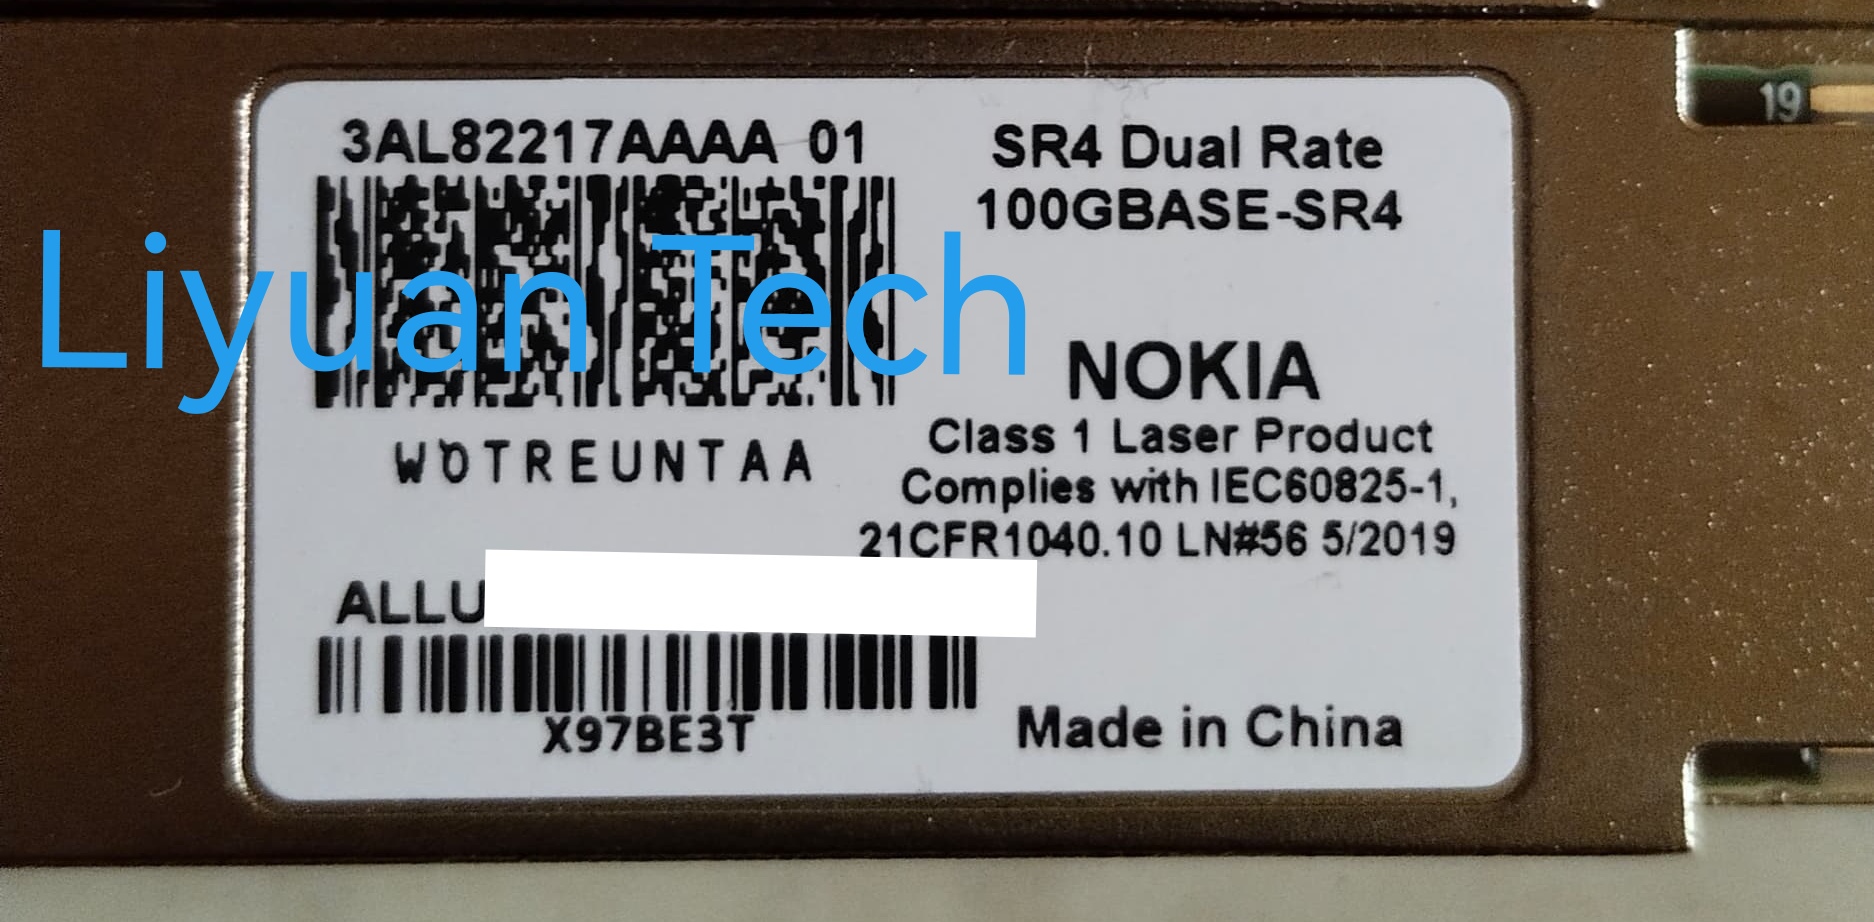 3AL82217AAAA 01
SR4 Dual Rate
100GBASE-SR4
Liyuan Tech
NOKIA
Class 1 Laser Product
Complies with IEC60825-1,
21CFR1040.10 LN#56 5/2019
WOTREUNTAA
ALLU
X97BE3T
Made in China
19